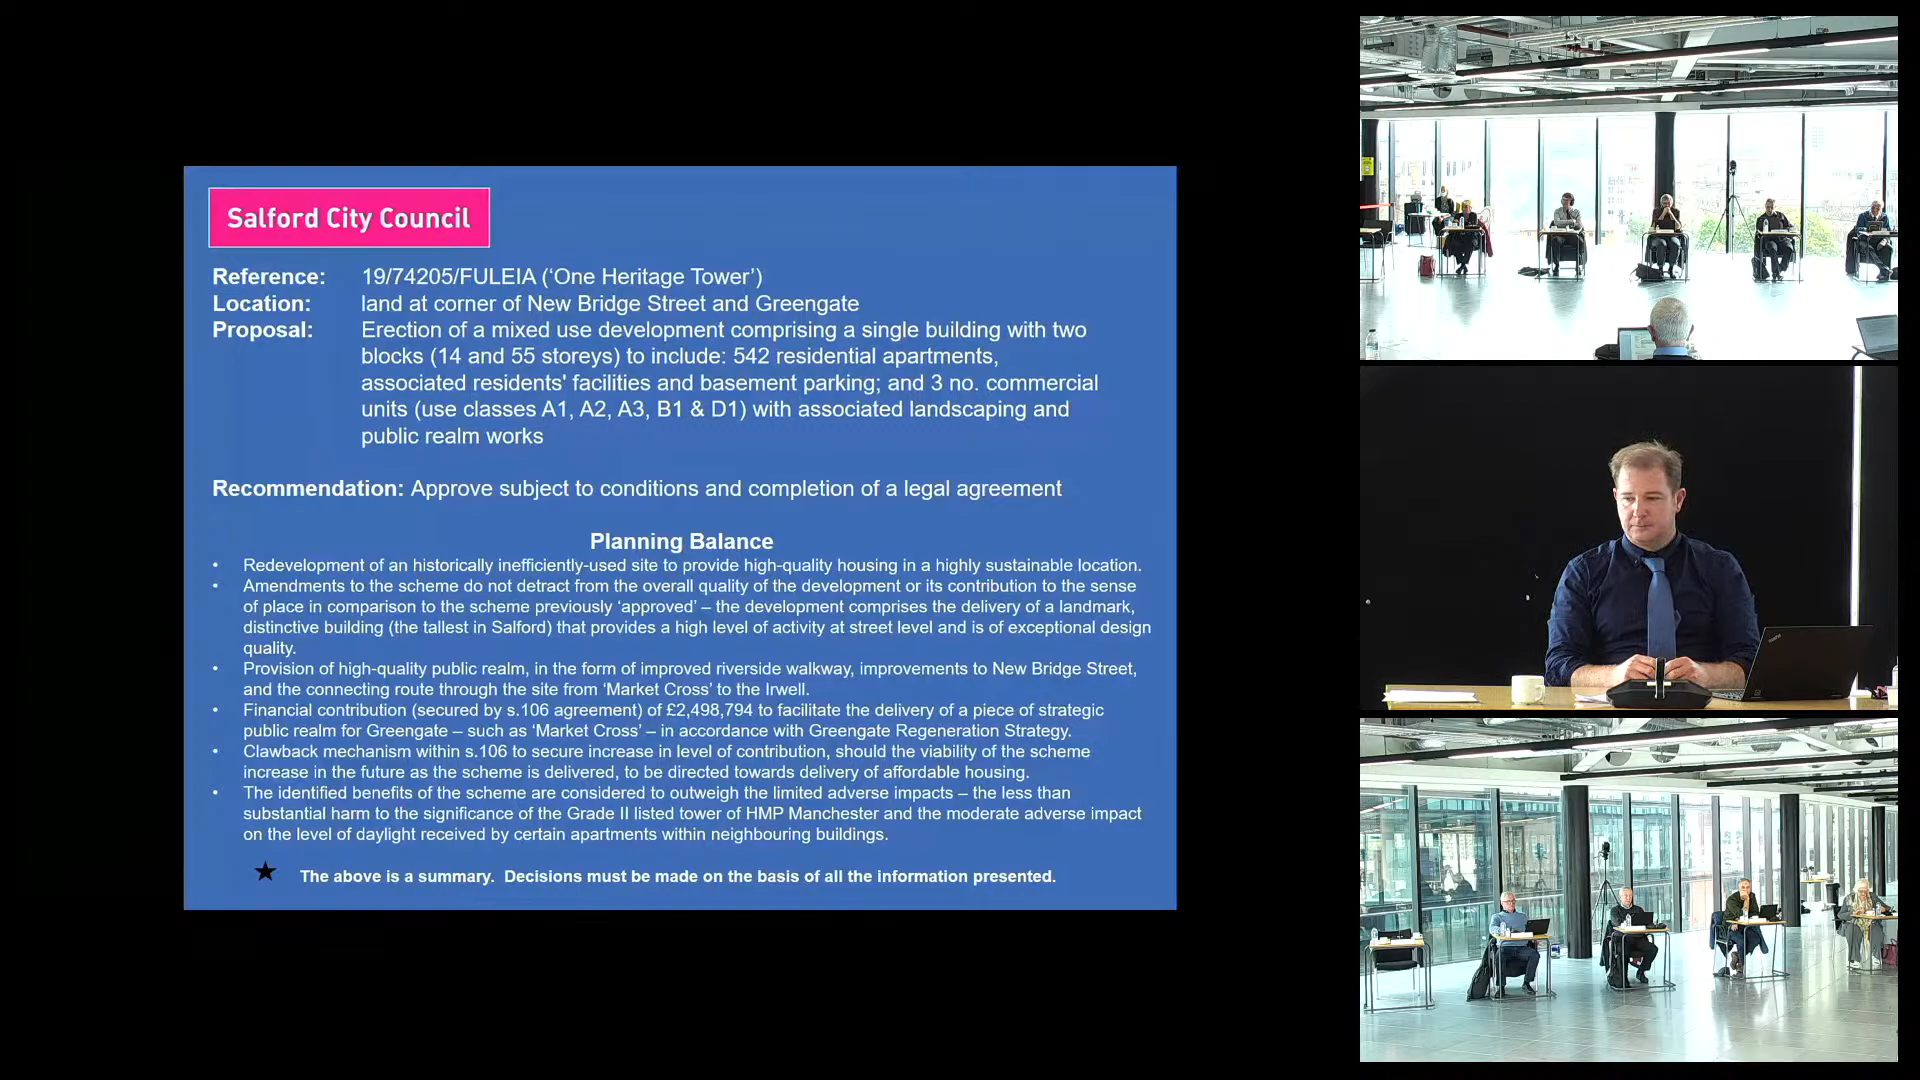 Salford City Council
Reference: 19/74205/FULEIA (‘One Heritage Tower’)
Location: land at corner of New Bridge Street and Greengate
Proposal: Erection of a mixed use development comprising a single building with two
blocks (14 and 55 storeys) to include: 542 residential apartments,
associated residents' facilities and basement parking; and 3 no. commercial
units (use classes A1, A2, A3, B1 & D1) with associated landscaping and
public realm works
Recommendation: Approve subject to conditions and completion of a legal agreement
Planning Balance
• Redevelopment of an historically inefficiently-used site to provide high-quality housing in a highly sustainable location.
• Amendments to the scheme do not detract from the overall quality of the development or its contribution to the sense
of place in comparison to the scheme previously ‘approved’ – the development comprises the delivery of a landmark,
distinctive building (the tallest in Salford) that provides a high level of activity at street level and is of exceptional design
quality.
• Provision of high-quality public realm, in the form of improved riverside walkway, improvements to New Bridge Street,
and the connecting route through the site from ‘Market Cross’ to the Irwell.
• Financial contribution (secured by s.106 agreement) of £2,498,794 to facilitate the delivery of a piece of strategic
public realm for Greengate – such as ‘Market Cross’ – in accordance with Greengate Regeneration Strategy.
• Clawback mechanism within s.106 to secure increase in level of contribution, should the viability of the scheme
increase in the future as the scheme is delivered, to be directed towards delivery of affordable housing.
• The identified benefits of the scheme are considered to outweigh the limited adverse impacts – the less than
substantial harm to the significance of the Grade II listed tower of HMP Manchester and the moderate adverse impact
on the level of daylight received by certain apartments within neighbouring buildings.
★ The above is a summary. Decisions must be made on the basis of all the information presented.